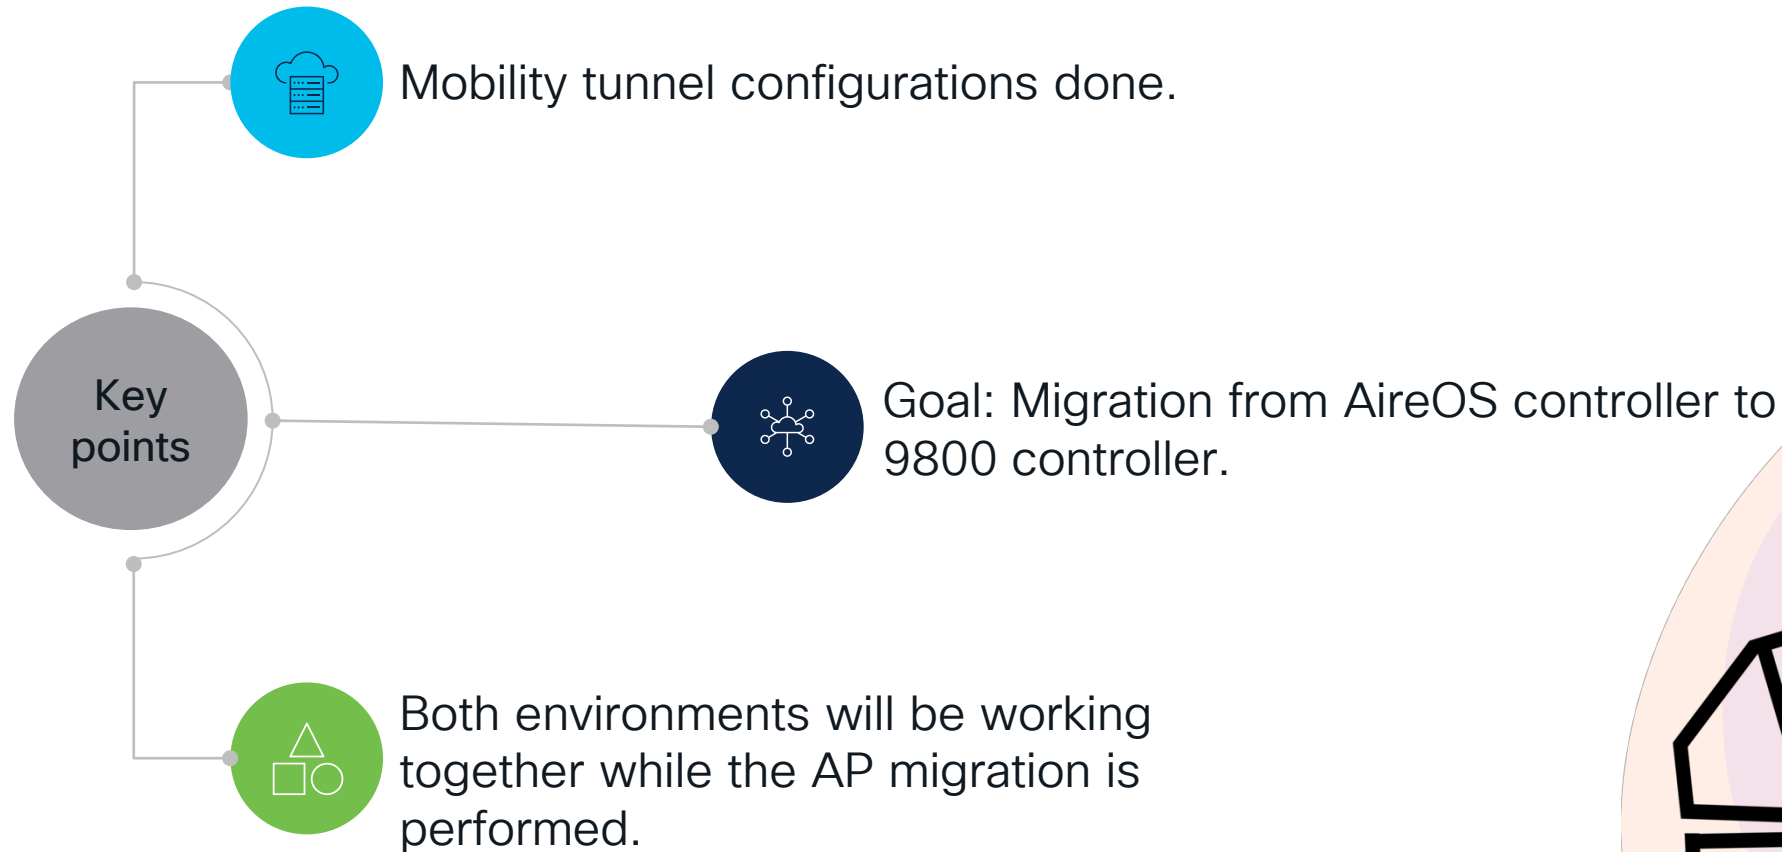 Mobility tunnel configurations done.
Key
points
Goal: Migration from AireOS controller to
9800 controller.
Both environments will be working
together while the AP migration is
performed.